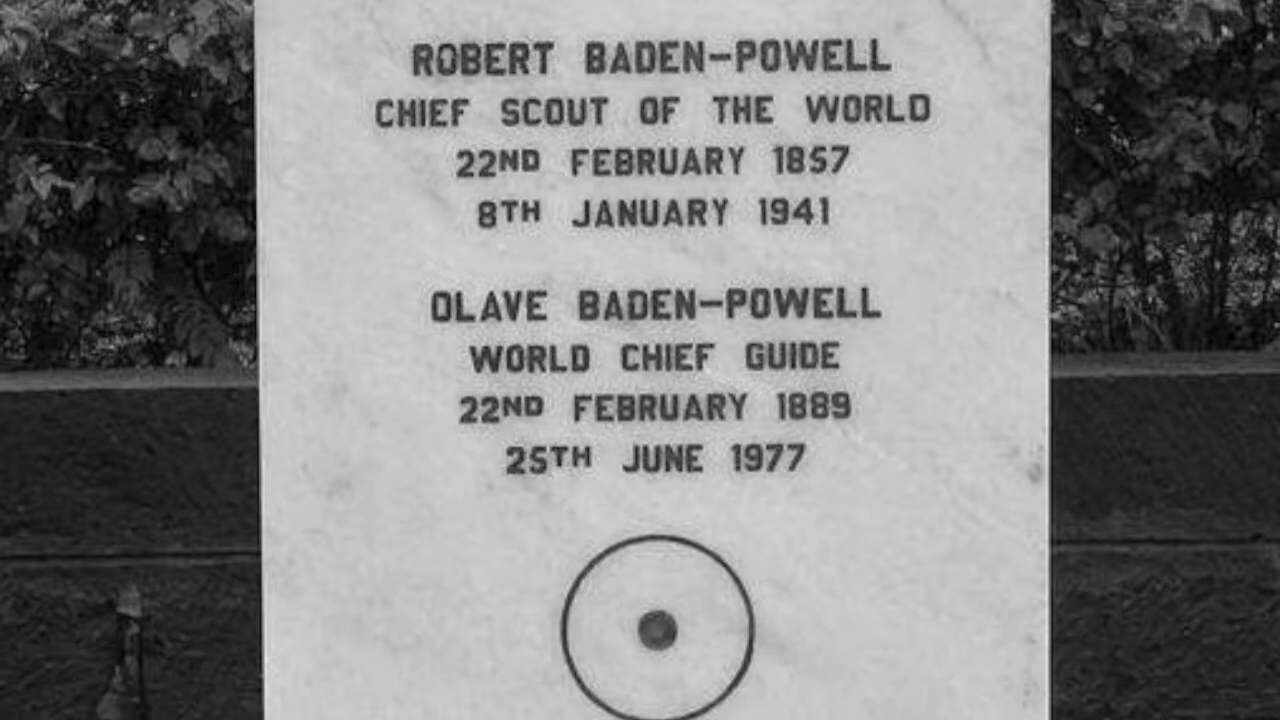 ROBERT BADEN-POWELL
CHIEF SCOUT OF THE WORLD
22ND FEBRUARY 1857
8TH JANUARY 1941
OLAVE BADEN-POWELL
WORLD CHIEF GUIDE
22ND FEBRUARY 1889
25TH JUNE 1977